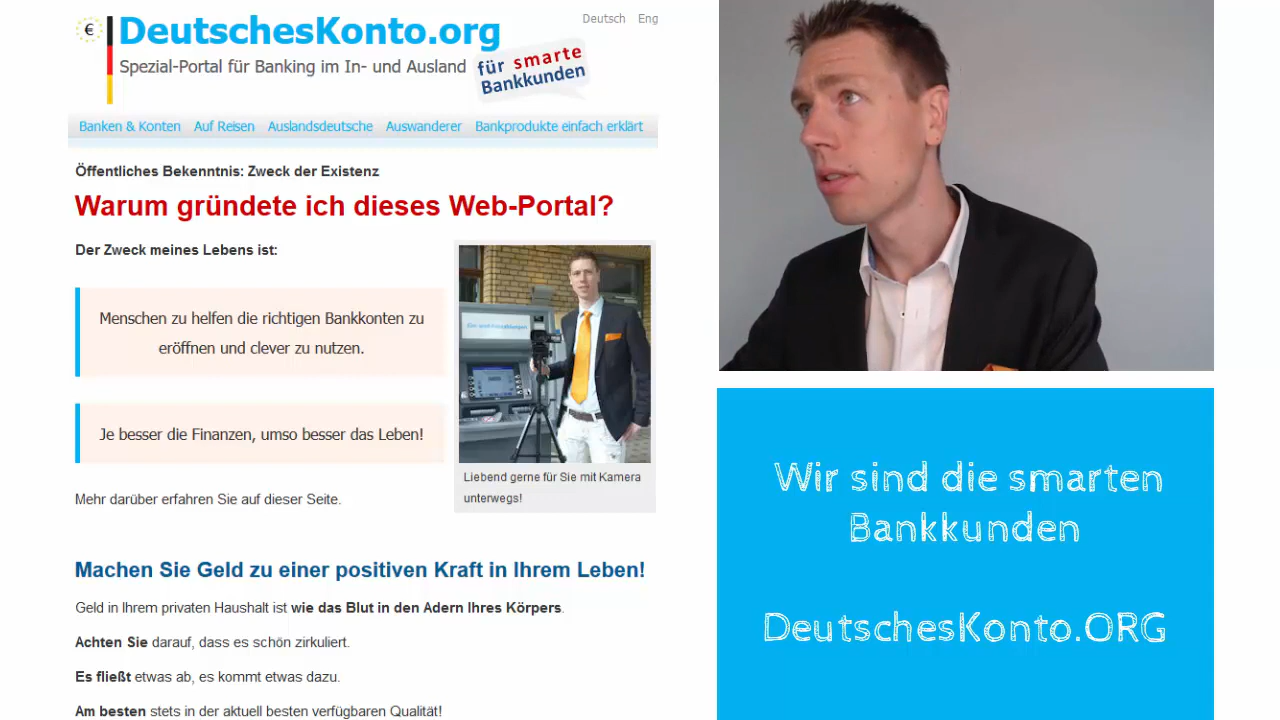 €
DeutschesKonto.org
Deutsch Eng
Spezial-Portal für Banking im In- und Ausland
für smarte
Bankkunden
Banken & Konten Auf Reisen Auslandsdeutsche Auswanderer Bankprodukte einfach erklärt
Öffentliches Bekenntnis: Zweck der Existenz
Warum gründete ich dieses Web-Portal?
Der Zweck meines Lebens ist:
Menschen zu helfen die richtigen Bankkonten zu
eröffnen und clever zu nutzen.
Je besser die Finanzen, umso besser das Leben!
Liebend gerne für Sie mit Kamera
unterwegs!
Mehr darüber erfahren Sie auf dieser Seite.
Machen Sie Geld zu einer positiven Kraft in Ihrem Leben!
Geld in Ihrem privaten Haushalt ist wie das Blut in den Adern Ihres Körpers.
Achten Sie darauf, dass es schön zirkuliert.
Es fließt etwas ab, es kommt etwas dazu.
Am besten stets in der aktuell besten verfügbaren Qualität!
Wir sind die smarten
Bankkunden
DeutschesKonto.ORG